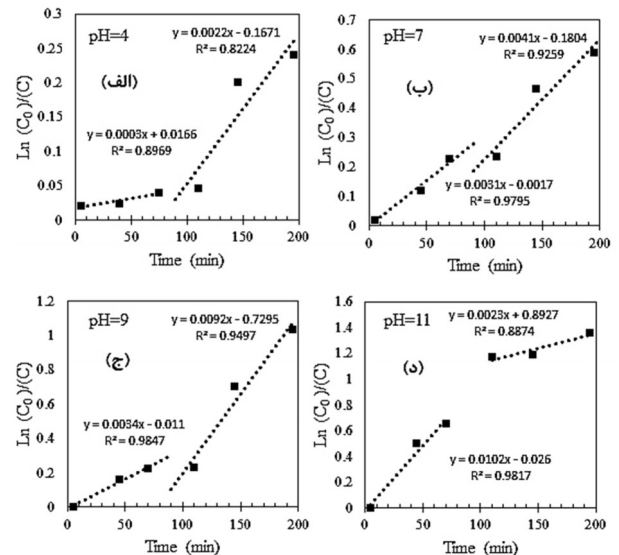 pH=4
y = 0.0022x - 0.1671
R² = 0.8224
(الف)
y = 0.0003x + 0.0166
R² = 0.8969
0.3
0.25
0.2
0.15
0.1
0.05
0
Ln (C₀)/(C)
0 50 100 150 200
Time (min)
pH=7
y = 0.0041x - 0.1804
R² = 0.9259
(ب)
y = 0.0031x - 0.0017
R² = 0.9795
0.7
0.6
0.5
0.4
0.3
0.2
0.1
0
Ln (C₀)/(C)
0 50 100 150 200
Time (min)
pH=9
y = 0.0092x - 0.7295
R² = 0.9497
(ج)
y = 0.0034x - 0.011
R² = 0.9847
1.2
1
0.8
0.6
0.4
0.2
0
Ln (C₀)/(C)
0 50 100 150 200
Time (min)
pH=11
y = 0.0023x + 0.8927
R² = 0.8874
(د)
y = 0.0102x - 0.026
R² = 0.9817
1.6
1.4
1.2
1
0.8
0.6
0.4
0.2
0
Ln (C₀)/(C)
0 50 100 150 200
Time (min)